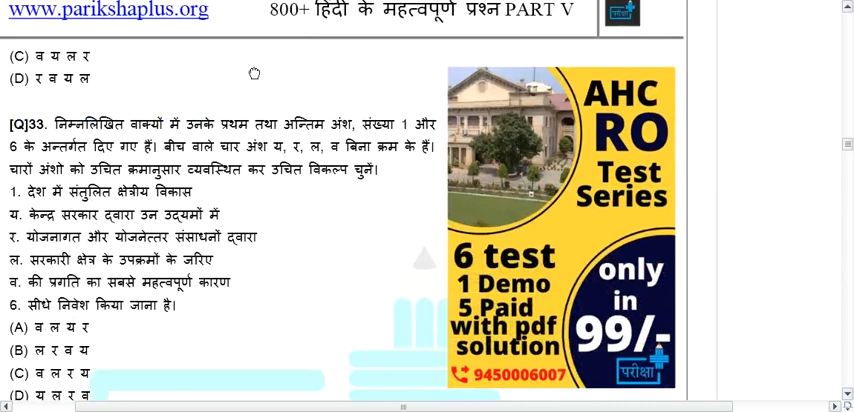 www.parikshaplus.org 800+ हिंदी के महत्वपूर्ण प्रश्न PART V
परीक्षा
(C) व य ल र
(D) र व य ल
[Q]33. निम्नलिखित वाक्यों में उनके प्रथम तथा अन्तिम अंश, संख्या 1 और
6 के अन्तर्गत दिए गए हैं। बीच वाले चार अंश य, र, ल, व बिना क्रम के हैं।
चारों अंशो को उचित क्रमानुसार व्यवस्थित कर उचित विकल्प चुनें।
1. देश में संतुलित क्षेत्रीय विकास
य. केन्द्र सरकार द्वारा उन उद्यमों में
र. योजनागत और योजनेत्तर संसाधनों द्वारा
ल. सरकारी क्षेत्र के उपक्रमों के जरिए
व. की प्रगति का सबसे महत्वपूर्ण कारण
6. सीधे निवेश किया जाना है।
(A) व ल य र
(B) ल र व य
(C) व ल र य
(D) य ल र व
AHC
RO
Test
Series
6 test
1 Demo
5 Paid
with pdf
solution
only
in
99/-
परीक्षा
9450006007